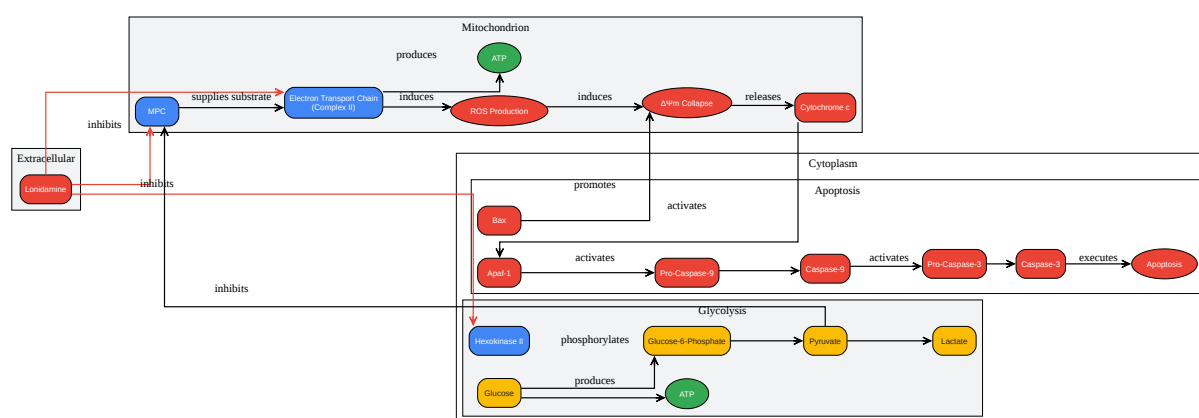 Mitochondrion
produces
ATP
supplies substrate
Electron Transport Chain
(Complex II)
induces
induces
ΔΨm Collapse
releases
MPC
ROS Production
Cytochrome c
inhibits
Extracellular
Cytoplasm
Lonidamine
inhibits
promotes
Apoptosis
Bax
activates
Apaf-1
activates
Pro-Caspase-9
Caspase-9
activates
Pro-Caspase-3
Caspase-3
executes
Apoptosis
inhibits
Glycolysis
Hexokinase II
phosphorylates
Glucose-6-Phosphate
Pyruvate
Lactate
Glucose
produces
ATP